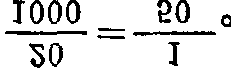 50/1000 = 1/20。